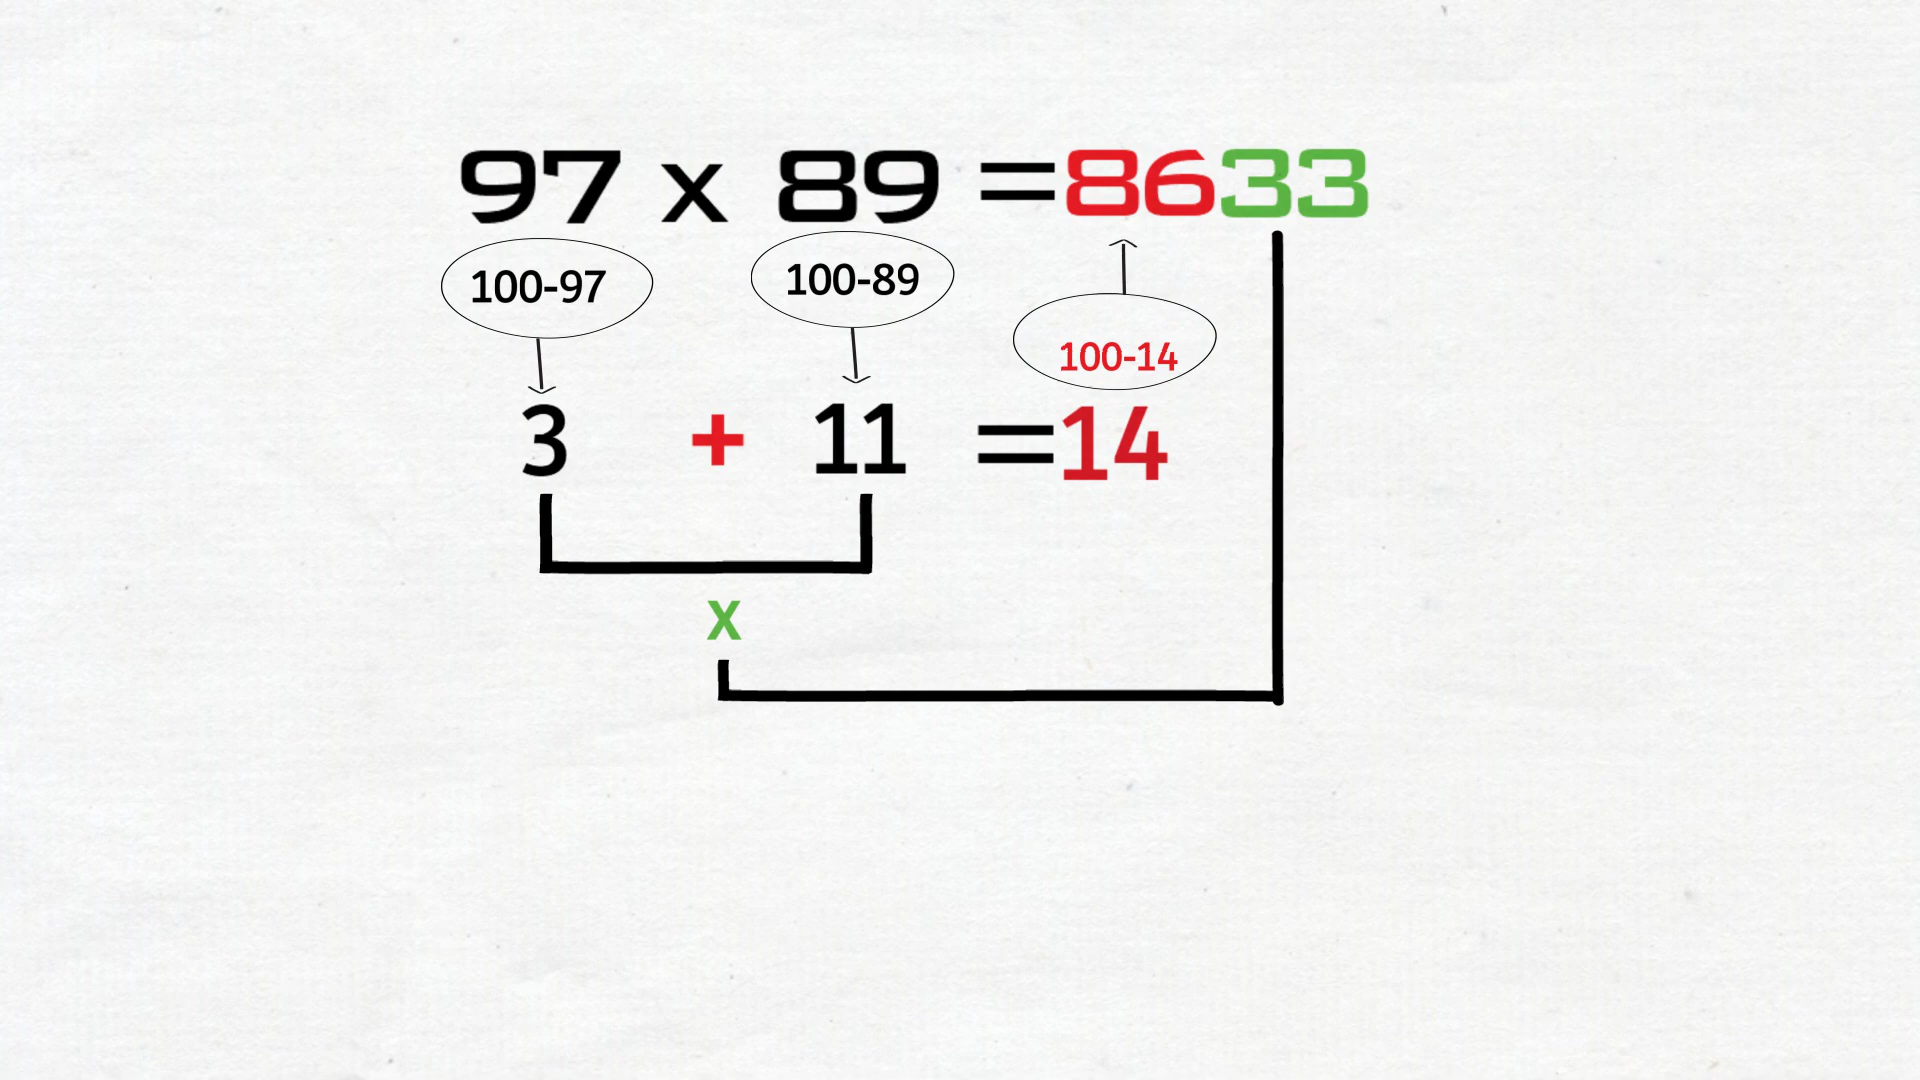 97 x 89 =8633
100-97 100-89
100-14
3 + 11 =14
x